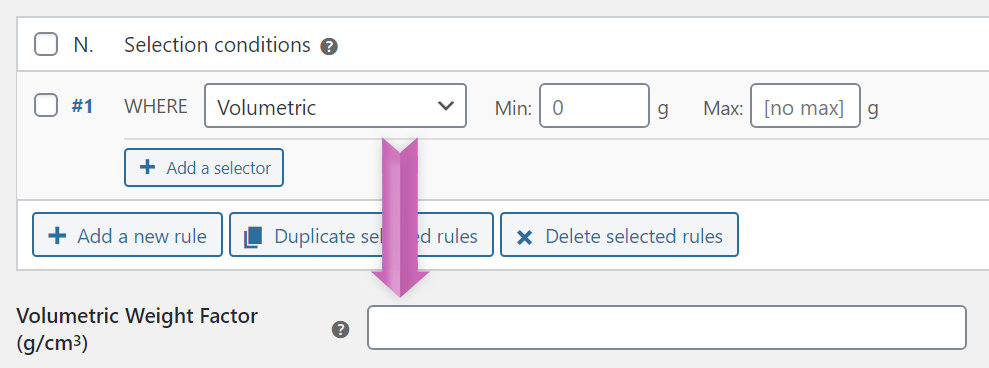 N. Selection conditions ?
#1 WHERE Volumetric Min: 0 g Max: [no max] g
+ Add a selector
+ Add a new rule Duplicate sel ed rules × Delete selected rules
Volumetric Weight Factor
(g/cm³) ?